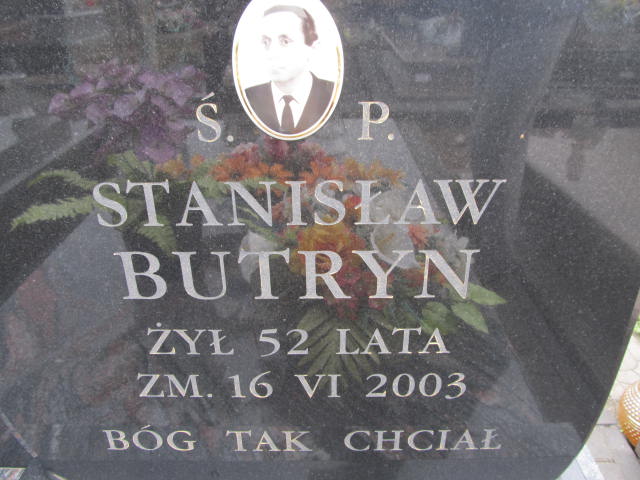 Ś. P.
STANISŁAW
BUTRYN
ŻYŁ 52 LATA
ZM. 16 VI 2003
BÓG TAK CHCIAŁ